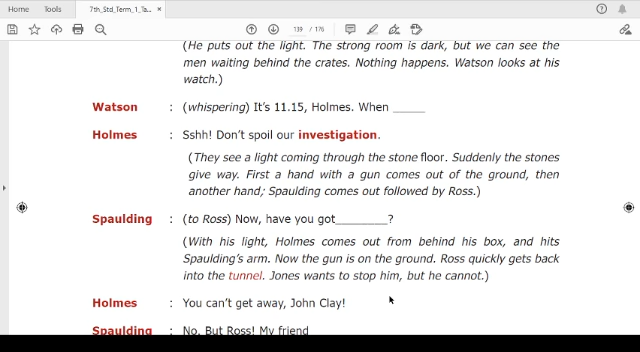 Home Tools 7th_Std_Term_1_Ta... ×
139 / 176
(He puts out the light. The strong room is dark, but we can see the
men waiting behind the crates. Nothing happens. Watson looks at his
watch.)
Watson : (whispering) It's 11.15, Holmes. When _____
Holmes : Sshh! Don't spoil our investigation.
(They see a light coming through the stone floor. Suddenly the stones
give way. First a hand with a gun comes out of the ground, then
another hand; Spaulding comes out followed by Ross.)
Spaulding : (to Ross) Now, have you got________?
(With his light, Holmes comes out from behind his box, and hits
Spaulding's arm. Now the gun is on the ground. Ross quickly gets back
into the tunnel. Jones wants to stop him, but he cannot.)
Holmes : You can't get away, John Clay!
Spaulding : No, But Ross! My friend